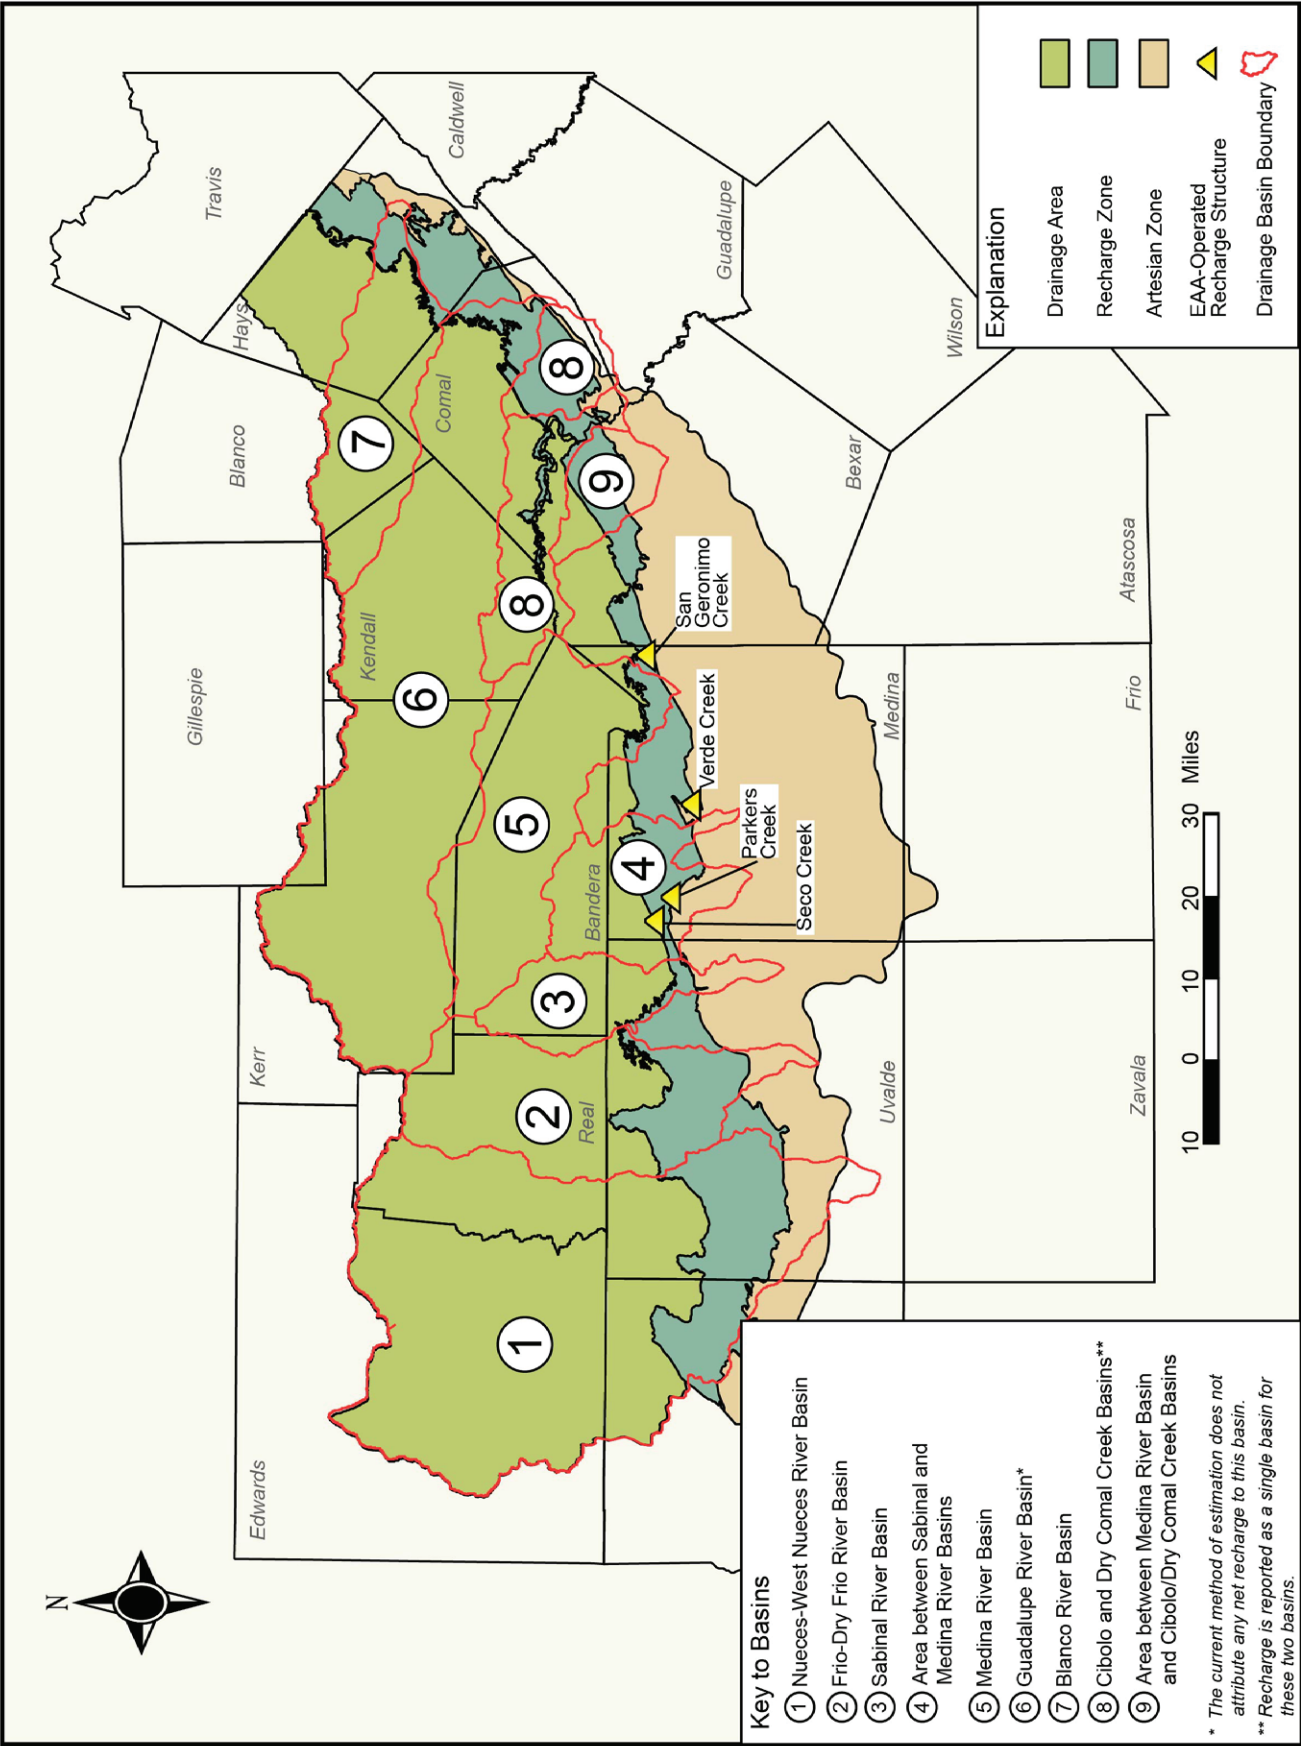 N
Edwards
Kerr
Gillespie
Blanco
Hays
Travis
Kendall
Comal
Caldwell
Real
Bandera
Guadalupe
Uvalde
Medina
Bexar
Wilson
Zavala
Frio
Atascosa
1
2
3
4
5
6
7
8
8
9
Seco Creek
Parkers
Creek
Verde Creek
San
Geronimo
Creek
10 0 10 20 30 Miles
Key to Basins
1 Nueces-West Nueces River Basin
2 Frio-Dry Frio River Basin
3 Sabinal River Basin
4 Area between Sabinal and
Medina River Basins
5 Medina River Basin
6 Guadalupe River Basin*
7 Blanco River Basin
8 Cibolo and Dry Comal Creek Basins**
9 Area between Medina River Basin
and Cibolo/Dry Comal Creek Basins
* The current method of estimation does not
attribute any net recharge to this basin.
** Recharge is reported as a single basin for
these two basins.
Explanation
Drainage Area
Recharge Zone
Artesian Zone
EAA-Operated
Recharge Structure
Drainage Basin Boundary